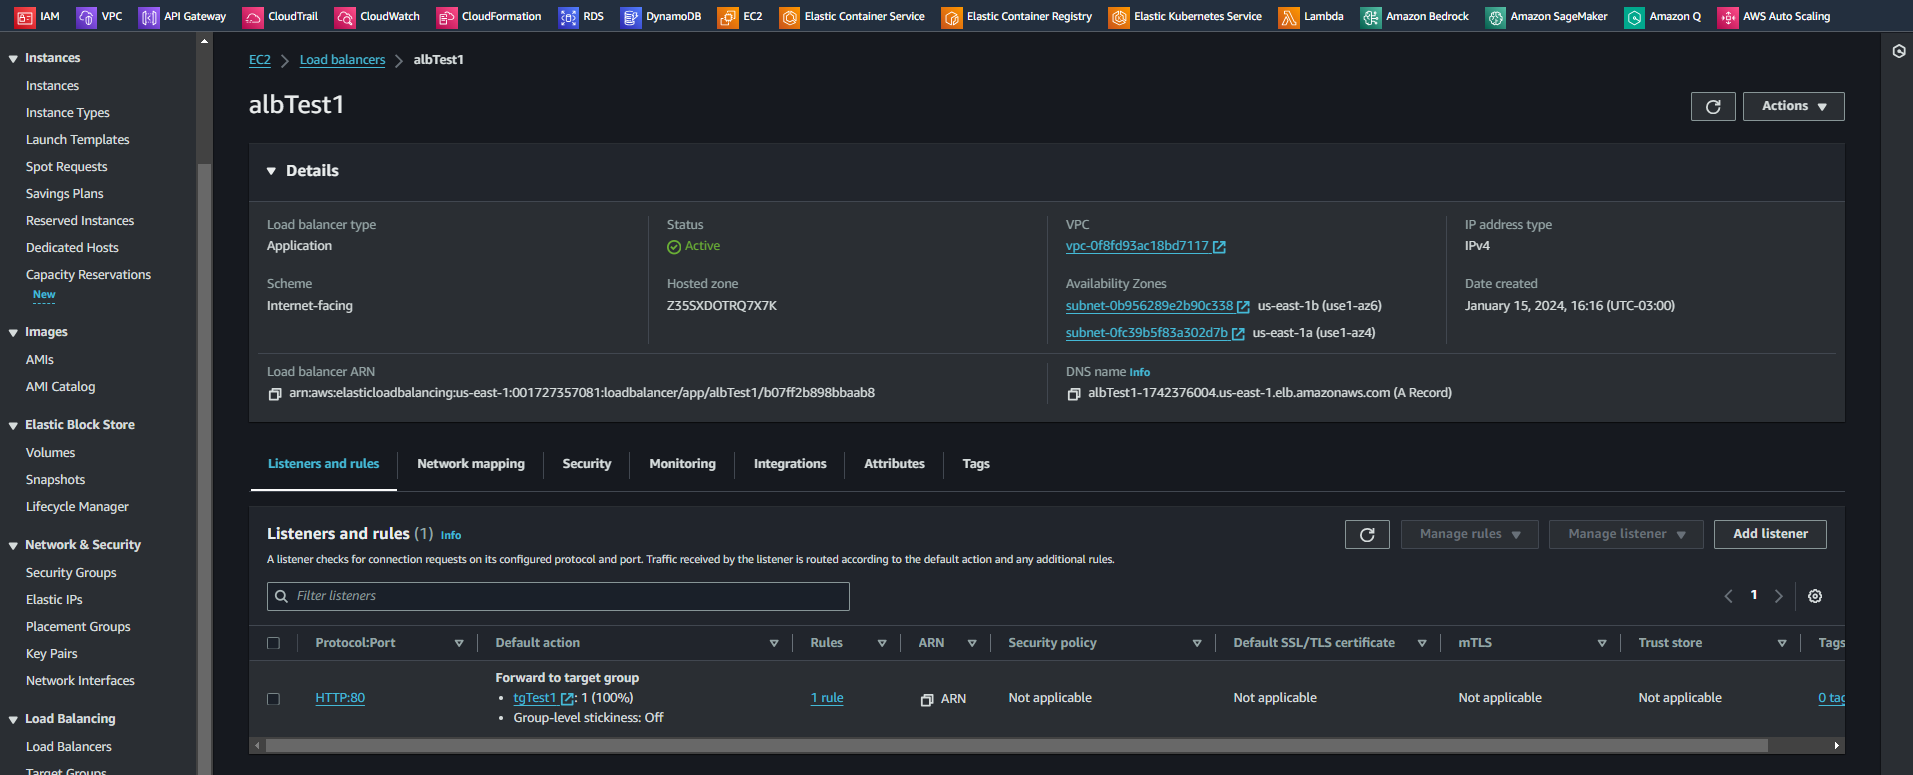 IAM VPC API Gateway CloudTrail CloudWatch CloudFormation RDS DynamoDB EC2 Elastic Container Service Elastic Container Registry Elastic Kubernetes Service Lambda Amazon Bedrock Amazon SageMaker Amazon Q AWS Auto Scaling
Instances
Instances
Instance Types
Launch Templates
Spot Requests
Savings Plans
Reserved Instances
Dedicated Hosts
Capacity Reservations
New
Images
AMIs
AMI Catalog
Elastic Block Store
Volumes
Snapshots
Lifecycle Manager
Network & Security
Security Groups
Elastic IPs
Placement Groups
Key Pairs
Network Interfaces
Load Balancing
Load Balancers
Target Groups
EC2 > Load balancers > albTest1
albTest1
Actions
Details
Load balancer type
Application
Status
Active
VPC
vpc-0f8fd93ac18bd7117
IP address type
IPv4
Scheme
Internet-facing
Hosted zone
Z35SXDOTRQ7X7K
Availability Zones
subnet-0b956289e2b90c338 us-east-1b (use1-az6)
subnet-0fc39b5f83a302d7b us-east-1a (use1-az4)
Date created
January 15, 2024, 16:16 (UTC-03:00)
Load balancer ARN
arn:aws:elasticloadbalancing:us-east-1:001727357081:loadbalancer/app/albTest1/b07ff2b898bbaab8
DNS name Info
albTest1-1742376004.us-east-1.elb.amazonaws.com (A Record)
Listeners and rules Network mapping Security Monitoring Integrations Attributes Tags
Listeners and rules (1) Info
Manage rules Manage listener Add listener
A listener checks for connection requests on its configured protocol and port. Traffic received by the listener is routed according to the default action and any additional rules.
Filter listeners
1
Protocol:Port Default action Rules ARN Security policy Default SSL/TLS certificate mTLS Trust store Tags
HTTP:80
Forward to target group
• tgTest1: 1 (100%)
• Group-level stickiness: Off
1 rule
ARN
Not applicable
Not applicable
Not applicable
Not applicable
0 tag